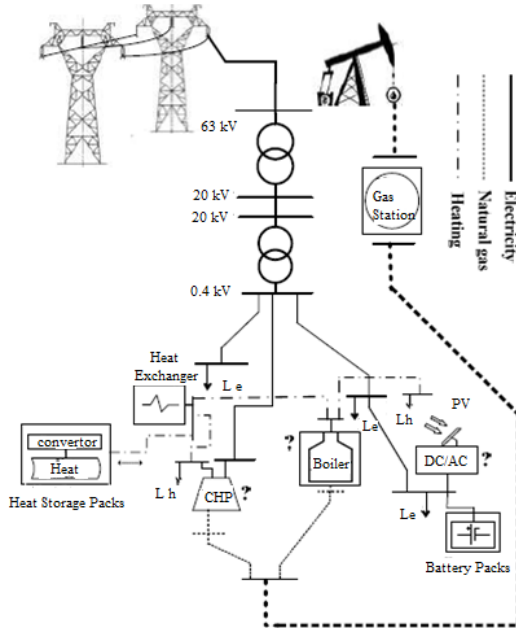 63 kV
20 kV
20 kV
0.4 kV
Gas
Station
Heating
Natural gas
Electricity
Heat
Exchanger
L e
Le
Lh
PV
convertor
Heat
Heat Storage Packs
L h
CHP
?
?
Boiler
DC/AC
?
Le
Battery Packs